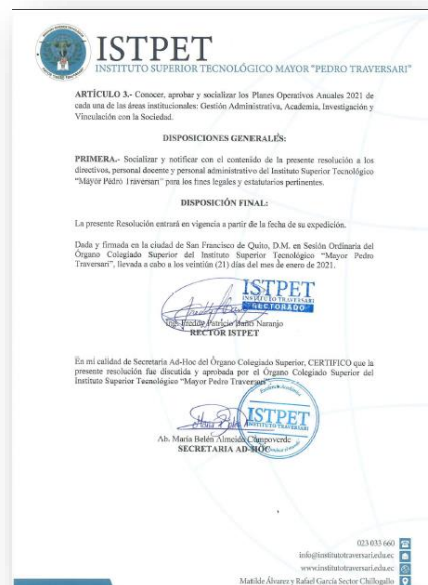 ISTPET
INSTITUTO SUPERIOR TECNOLÓGICO MAYOR "PEDRO TRAVERSARI"
ARTÍCULO 3.- Conocer, aprobar y socializar los Planes Operativos Anuales 2021 de
cada una de las áreas institucionales: Gestión Administrativa, Academia, Investigación y
Vinculación con la Sociedad.
DISPOSICIONES GENERALES:
PRIMERA.- Socializar y notificar con el contenido de la presente resolución a los
directivos, personal docente y personal administrativo del Instituto Superior Tecnológico
"Mayor Pedro Traversari" para los fines legales y estatutarios pertinentes.
DISPOSICIÓN FINAL:
La presente Resolución entrará en vigencia a partir de la fecha de su expedición.
Dada y firmada en la ciudad de San Francisco de Quito, D.M. en Sesión Ordinaria del
Órgano Colegiado Superior del Instituto Superior Tecnológico "Mayor Pedro
Traversari", llevada a cabo a los veintiún (21) días del mes de enero de 2021.
ISTPET
INSTITUTO TRAVERSARI
RECTORADO
Ing. Freddy Patricio Baño Naranjo
RECTOR ISTPET
En mi calidad de Secretaria Ad-Hoc del Órgano Colegiado Superior, CERTIFICO que la
presente resolución fue discutida y aprobada por el Órgano Colegiado Superior del
Instituto Superior Tecnológico "Mayor Pedro Traversari".
ISTPET
INSTITUTO TRAVERSARI
Ab. María Belén Almeida Campoverde
SECRETARIA AD-HOC
023 033 660
info@institutotraversari.edu.ec
www.institutotraversari.edu.ec
Matilde Álvarez y Rafael García Sector Chillogallo